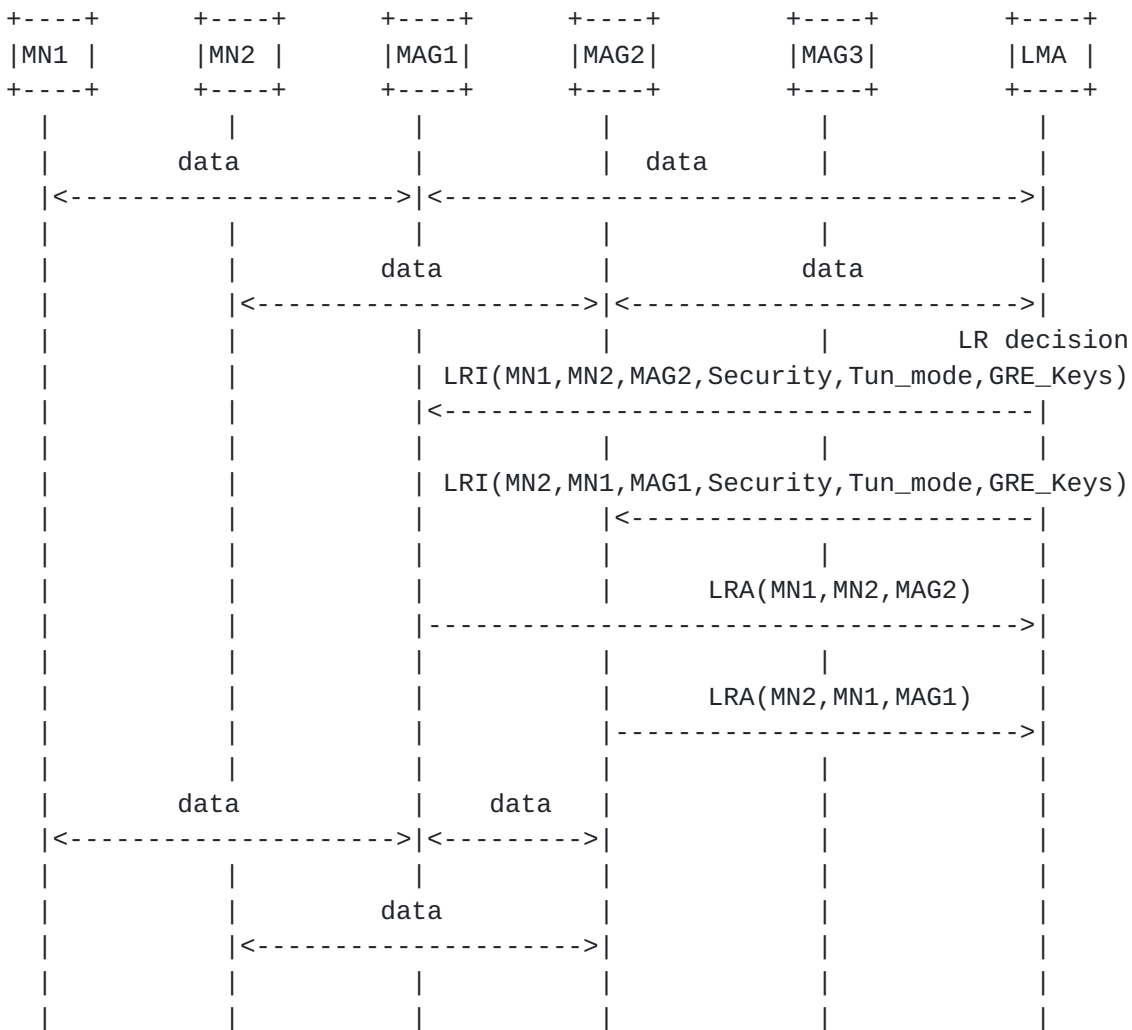 MN1 MN2 MAG1 MAG2 MAG3 LMA
data data
data data
LR decision
LRI(MN1,MN2,MAG2,Security,Tun_mode,GRE_Keys)
LRI(MN2,MN1,MAG1,Security,Tun_mode,GRE_Keys)
LRA(MN1,MN2,MAG2)
LRA(MN2,MN1,MAG1)
data data
data